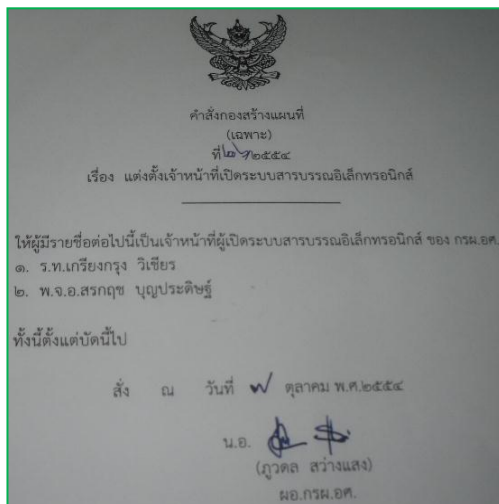 คำสั่งกองสร้างแผนที่
(เฉพาะ)
ที่ ๒๖/๒๕๕๔
เรื่อง แต่งตั้งเจ้าหน้าที่เปิดระบบสารบรรณอิเล็กทรอนิกส์
ให้ผู้มีรายชื่อต่อไปนี้เป็นเจ้าหน้าที่ผู้เปิดระบบสารบรรณอิเล็กทรอนิกส์ ของ กรผ.อศ.
๑. ร.ท.เกรียงกรุง วิเชียร
๒. พ.จ.อ.สรกฤช บุญประดิษฐ์
ทั้งนี้ตั้งแต่บัดนี้ไป
สั่ง ณ วันที่ ๗ ตุลาคม พ.ศ.๒๕๕๔
น.อ.
(ภูวดล สว่างแสง)
ผอ.กรผ.อศ.